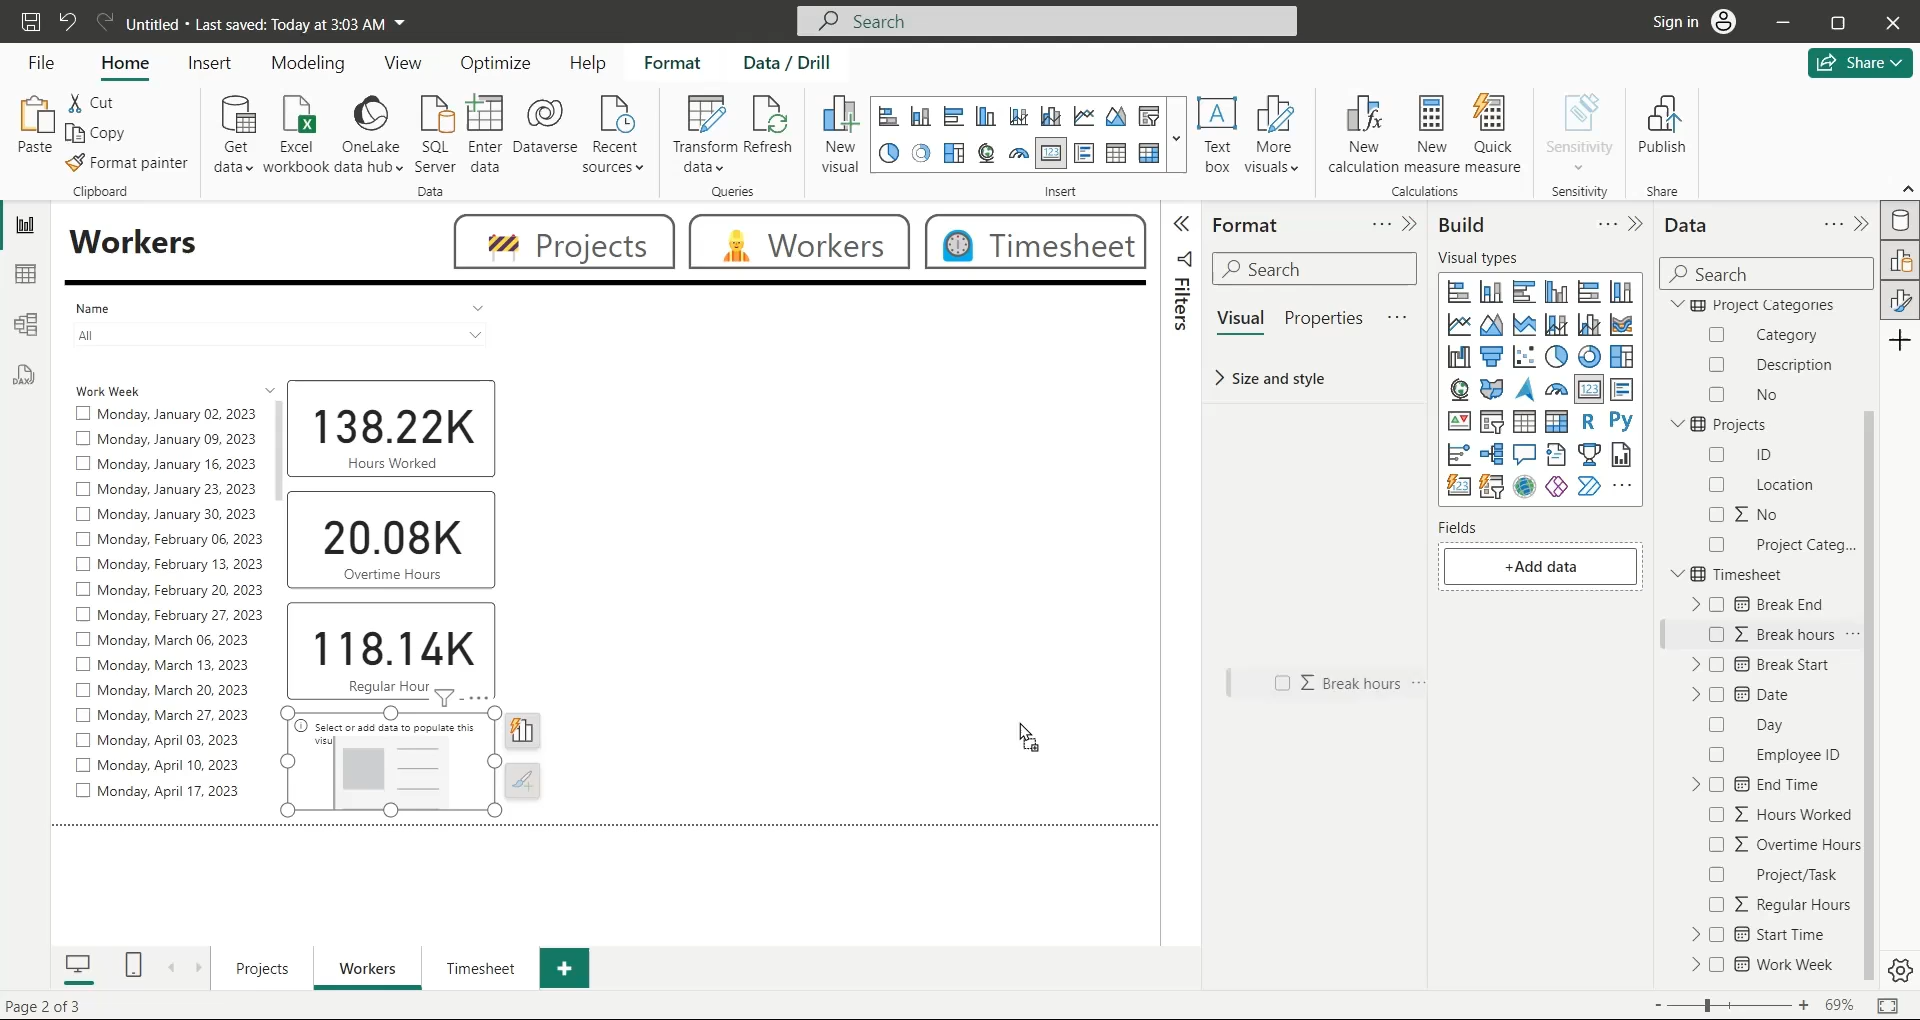 Untitled • Last saved: Today at 3:03 AM
Search
Sign in
File Home Insert Modeling View Optimize Help Format Data / Drill
Share
Paste
Cut
Copy
Format painter
Clipboard
Get data
Excel workbook
OneLake data hub
SQL Server
Enter data
Dataverse
Recent sources
Data
Transform data
Refresh
Queries
New visual
123
Insert
A
Text box
More visuals
New calculation
New measure
Quick measure
Calculations
Sensitivity
Sensitivity
Publish
Share
DAX
Workers
Projects
Workers
Timesheet
Name
All
Work Week
Monday, January 02, 2023
Monday, January 09, 2023
Monday, January 16, 2023
Monday, January 23, 2023
Monday, January 30, 2023
Monday, February 06, 2023
Monday, February 13, 2023
Monday, February 20, 2023
Monday, February 27, 2023
Monday, March 06, 2023
Monday, March 13, 2023
Monday, March 20, 2023
Monday, March 27, 2023
Monday, April 03, 2023
Monday, April 10, 2023
Monday, April 17, 2023
138.22K
Hours Worked
20.08K
Overtime Hours
118.14K
Regular Hour
Select or add data to populate this
visu
Filters
Format
Search
Visual Properties
Size and style
Σ Break hours
Build
Visual types
123
R Py
123
Fields
+Add data
Data
Search
Project Categories
Category
Description
No
Projects
ID
Location
Σ No
Project Categ...
Timesheet
Break End
Σ Break hours
Break Start
Date
Day
Employee ID
End Time
Σ Hours Worked
Σ Overtime Hours
Project/Task
Σ Regular Hours
Start Time
Work Week
Projects Workers Timesheet
Page 2 of 3
- + 69%